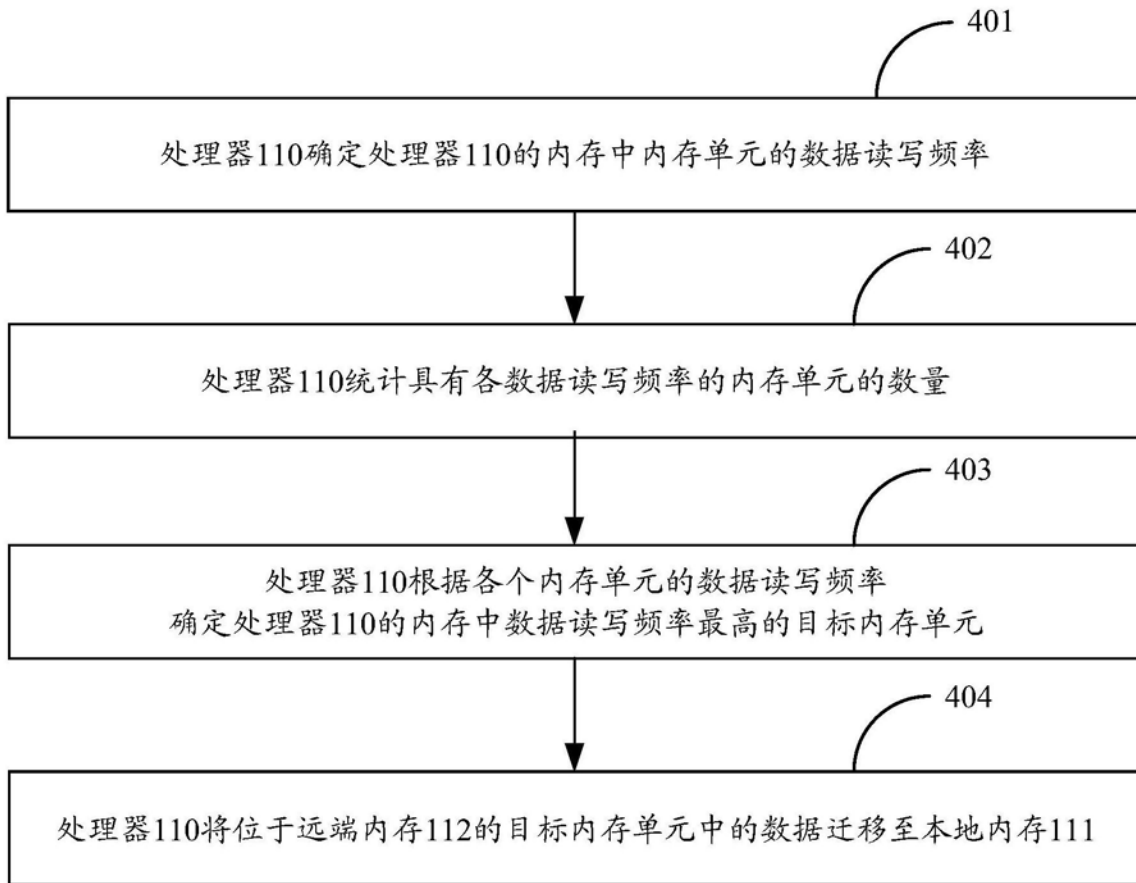 401
处理器110确定处理器110的内存中内存单元的数据读写频率
402
处理器110统计具有各数据读写频率的内存单元的数量
403
处理器110根据各个内存单元的数据读写频率
确定处理器110的内存中数据读写频率最高的目标内存单元
404
处理器110将位于远端内存112的目标内存单元中的数据迁移至本地内存111